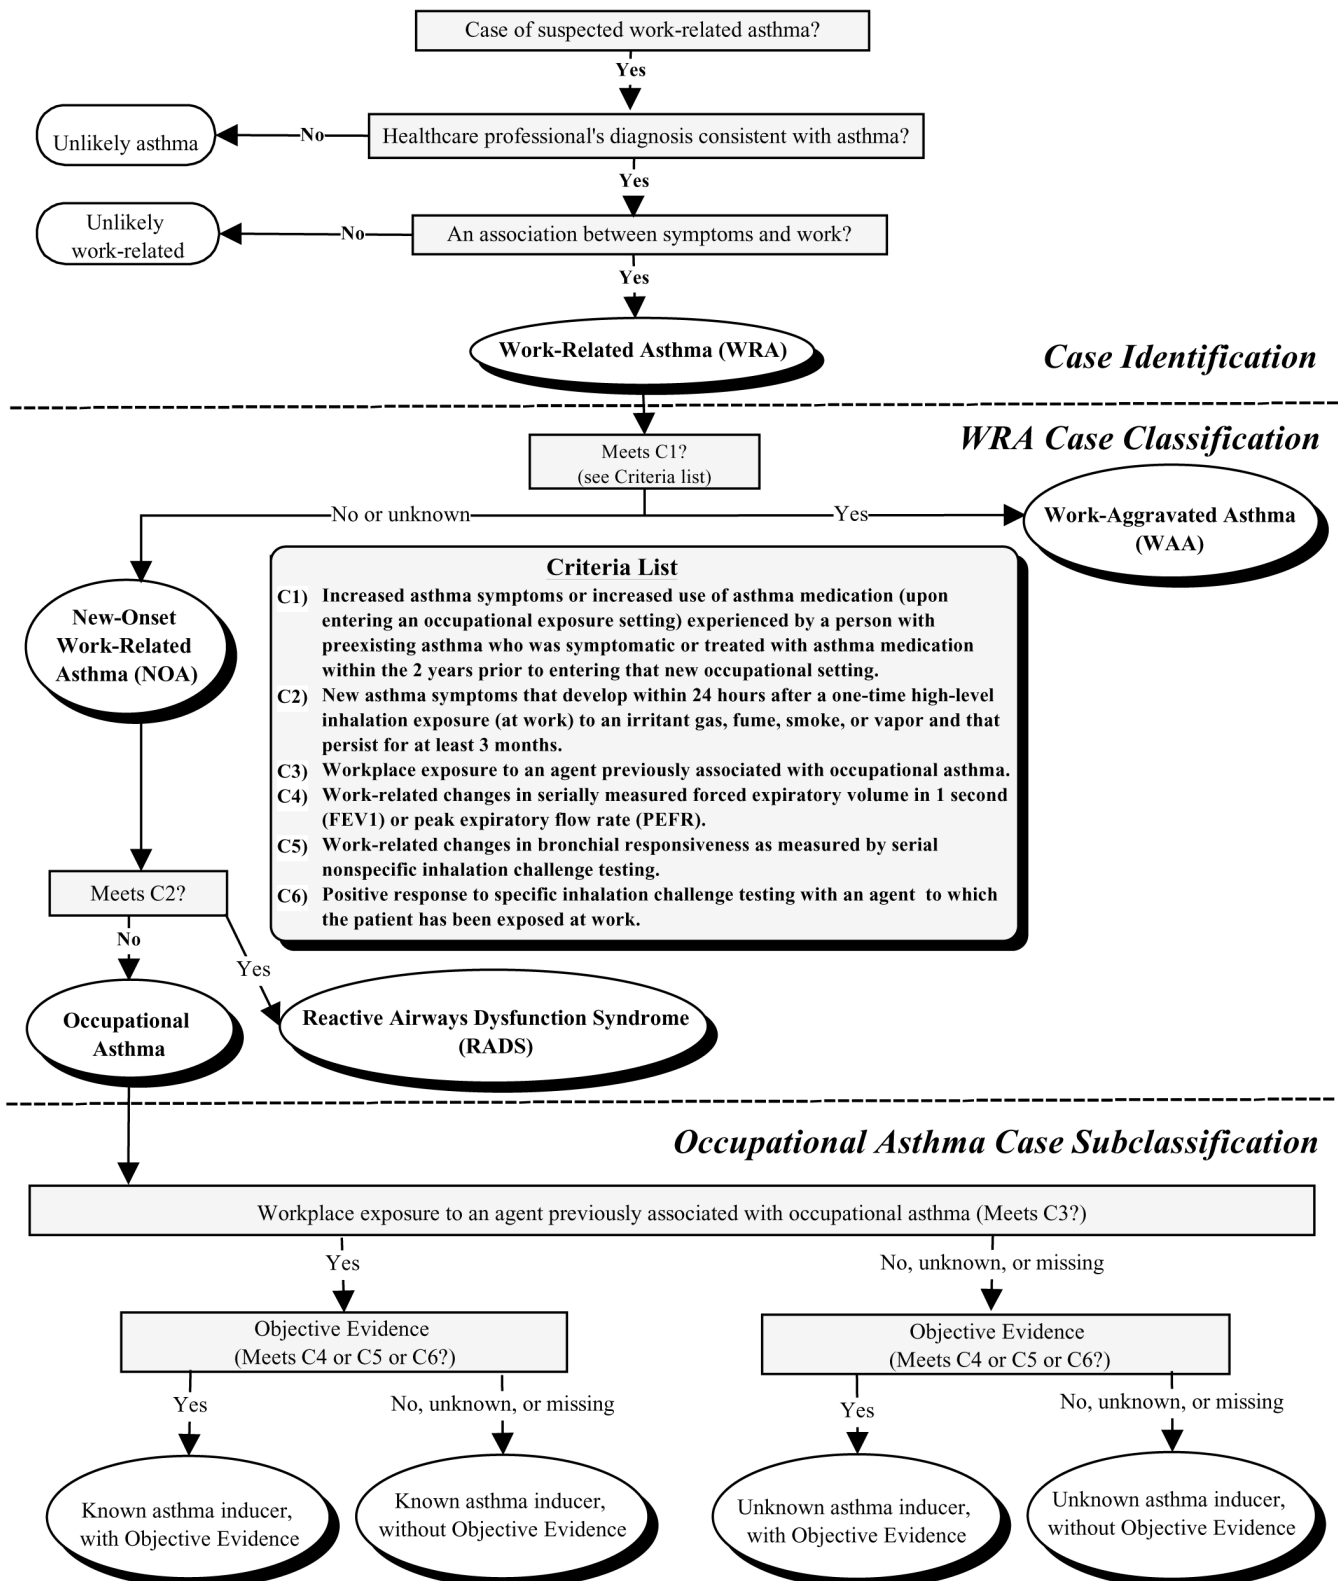 Case of suspected work-related asthma?
Yes
Healthcare professional's diagnosis consistent with asthma?
No
Unlikely asthma
Yes
An association between symptoms and work?
No
Unlikely
work-related
Yes
Work-Related Asthma (WRA)
Case Identification
WRA Case Classification
Meets C1?
(see Criteria list)
No or unknown
Yes
Work-Aggravated Asthma
(WAA)
New-Onset
Work-Related
Asthma (NOA)
Criteria List
C1) Increased asthma symptoms or increased use of asthma medication (upon
entering an occupational exposure setting) experienced by a person with
preexisting asthma who was symptomatic or treated with asthma medication
within the 2 years prior to entering that new occupational setting.
C2) New asthma symptoms that develop within 24 hours after a one-time high-level
inhalation exposure (at work) to an irritant gas, fume, smoke, or vapor and that
persist for at least 3 months.
C3) Workplace exposure to an agent previously associated with occupational asthma.
C4) Work-related changes in serially measured forced expiratory volume in 1 second
(FEV1) or peak expiratory flow rate (PEFR).
C5) Work-related changes in bronchial responsiveness as measured by serial
nonspecific inhalation challenge testing.
C6) Positive response to specific inhalation challenge testing with an agent to which
the patient has been exposed at work.
Meets C2?
No
Yes
Occupational
Asthma
Reactive Airways Dysfunction Syndrome
(RADS)
Occupational Asthma Case Subclassification
Workplace exposure to an agent previously associated with occupational asthma (Meets C3?)
Yes
No, unknown, or missing
Objective Evidence
(Meets C4 or C5 or C6?)
Objective Evidence
(Meets C4 or C5 or C6?)
Yes
No, unknown, or missing
Yes
No, unknown, or missing
Known asthma inducer,
with Objective Evidence
Known asthma inducer,
without Objective Evidence
Unknown asthma inducer,
with Objective Evidence
Unknown asthma inducer,
without Objective Evidence